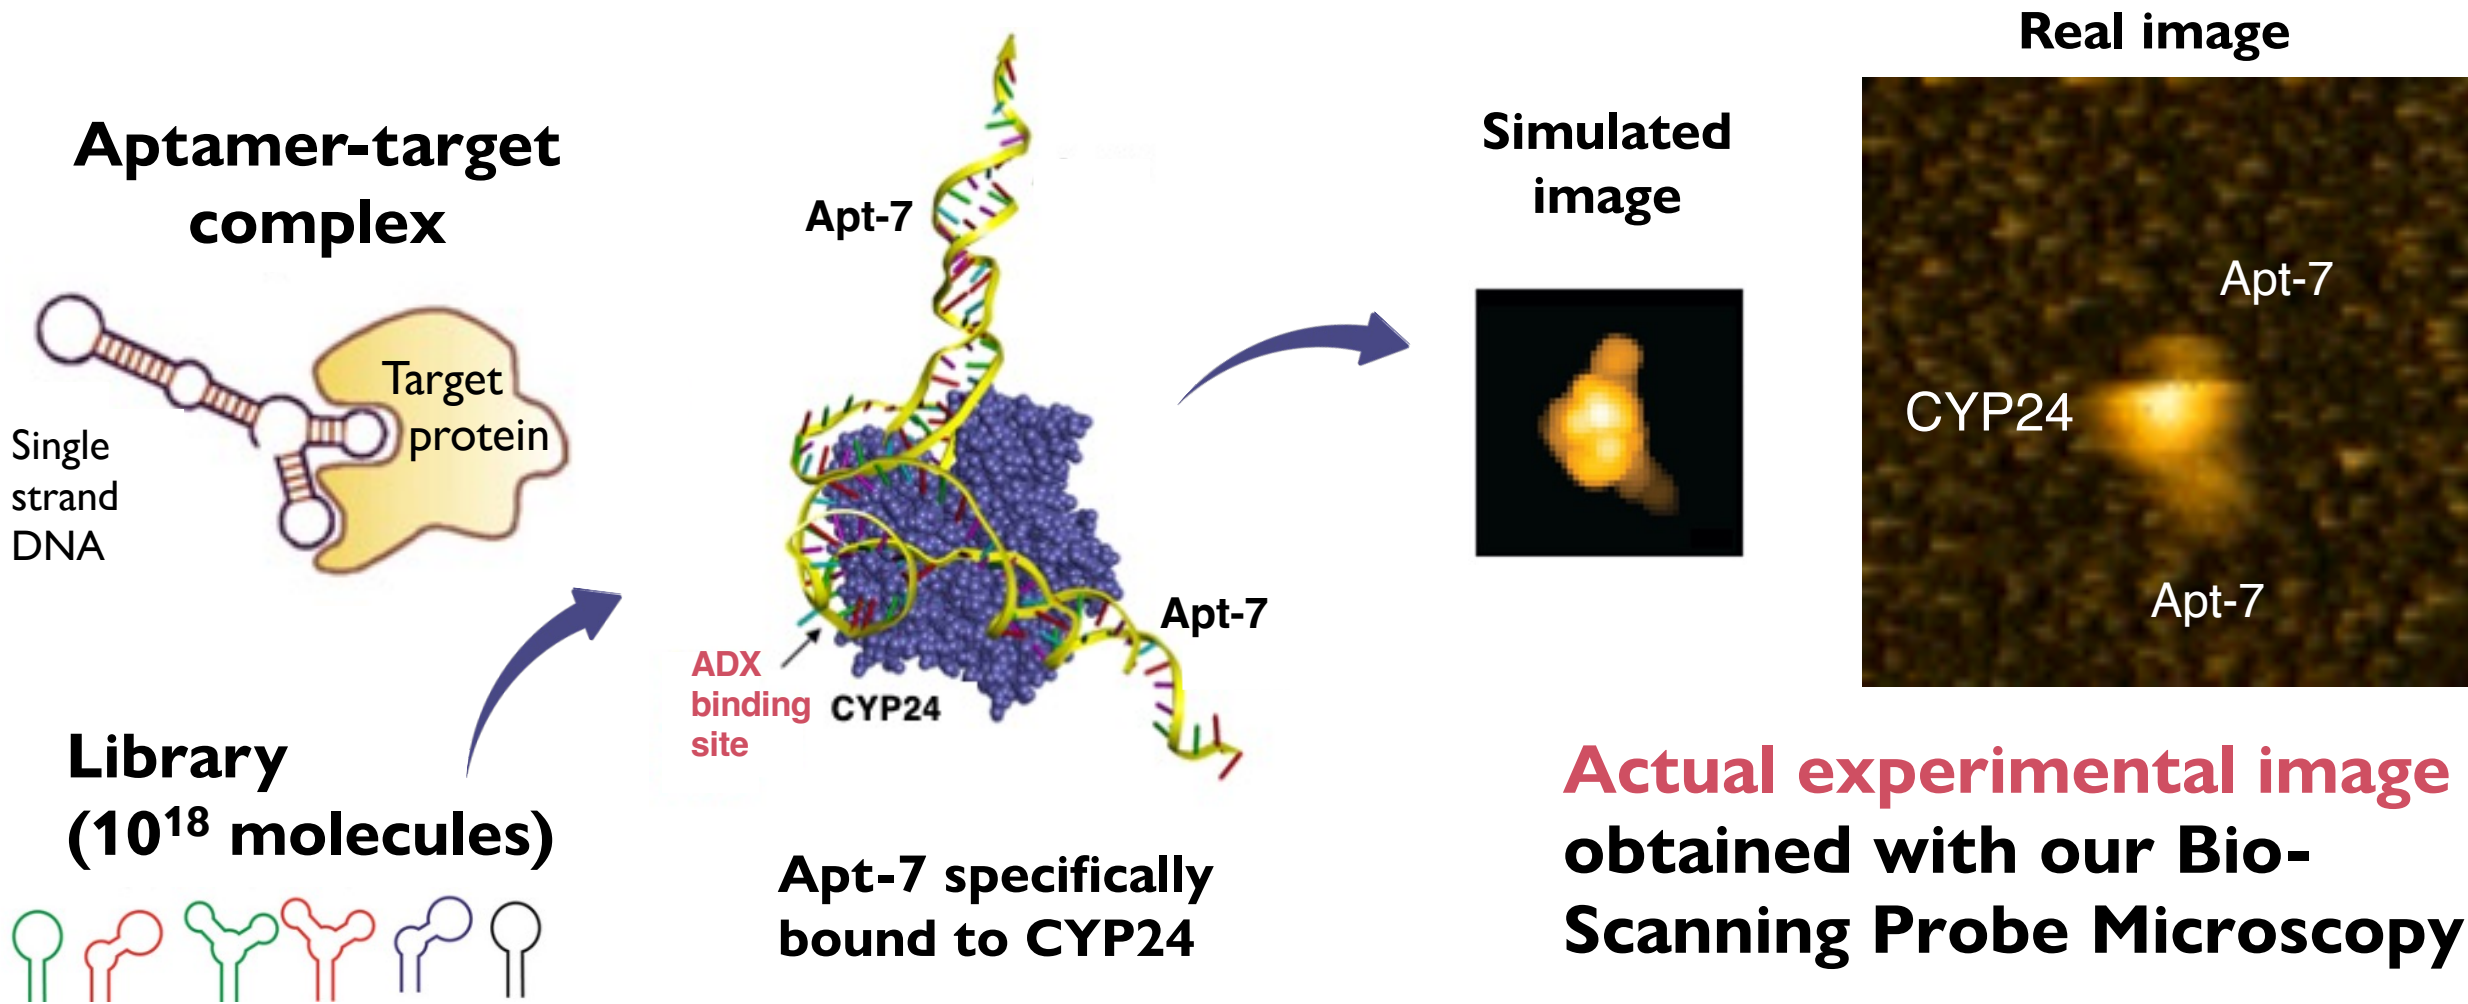 Aptamer-target
complex
Target
protein
Single
strand
DNA
Library
(10¹⁸ molecules)
Apt-7
Apt-7
ADX
binding
site
CYP24
Apt-7 specifically
bound to CYP24
Simulated
image
Real image
Apt-7
CYP24
Apt-7
Actual experimental image
obtained with our Bio-
Scanning Probe Microscopy